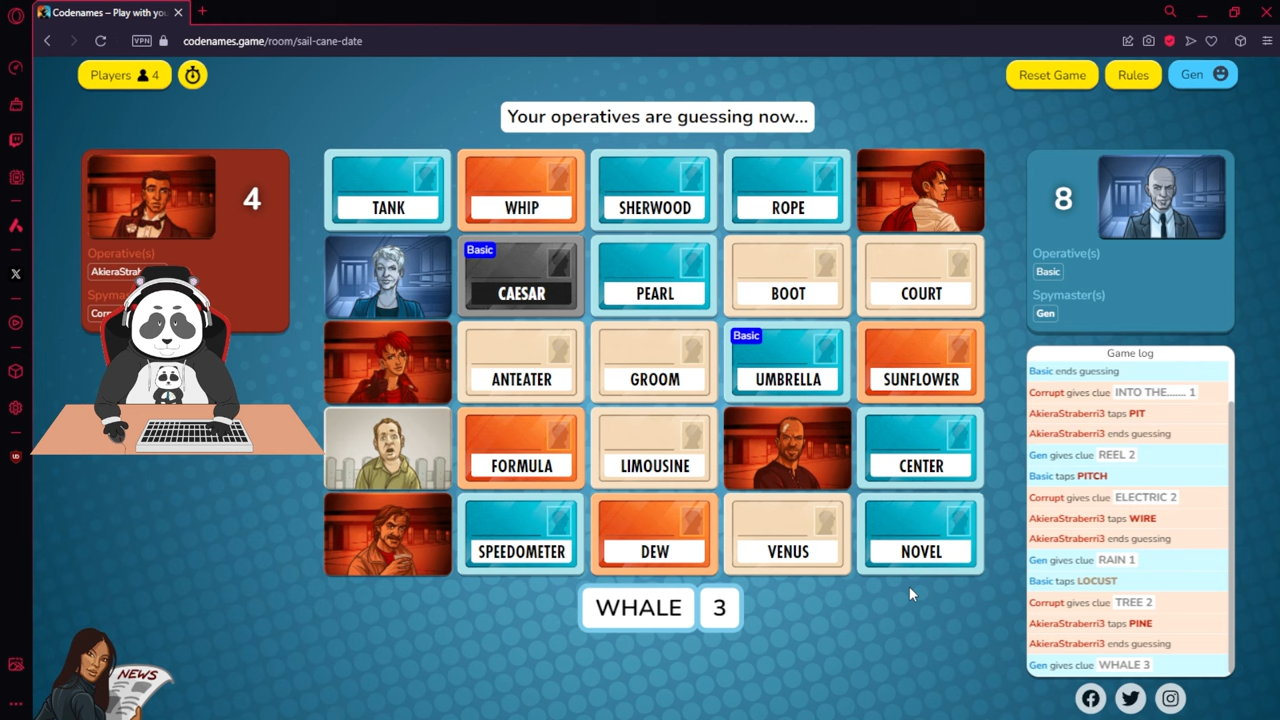 Codenames – Play with you
VPN
codenames.game/room/sail-cane-date
Players 4
Reset Game
Rules
Gen
Your operatives are guessing now...
4
Operative(s)
AkieraStrab
Spymas
Cor
TANK
WHIP
SHERWOOD
ROPE
Basic
CAESAR
PEARL
BOOT
COURT
ANTEATER
GROOM
Basic
UMBRELLA
SUNFLOWER
FORMULA
LIMOUSINE
CENTER
SPEEDOMETER
DEW
VENUS
NOVEL
WHALE 3
NEWS
8
Operative(s)
Basic
Spymaster(s)
Gen
Game log
Basic ends guessing
Corrupt gives clue INTO THE....... 1
AkieraStraberri3 taps PIT
AkieraStraberri3 ends guessing
Gen gives clue REEL 2
Basic taps PITCH
Corrupt gives clue ELECTRIC 2
AkieraStraberri3 taps WIRE
AkieraStraberri3 ends guessing
Gen gives clue RAIN 1
Basic taps LOCUST
Corrupt gives clue TREE 2
AkieraStraberri3 taps PINE
AkieraStraberri3 ends guessing
Gen gives clue WHALE 3